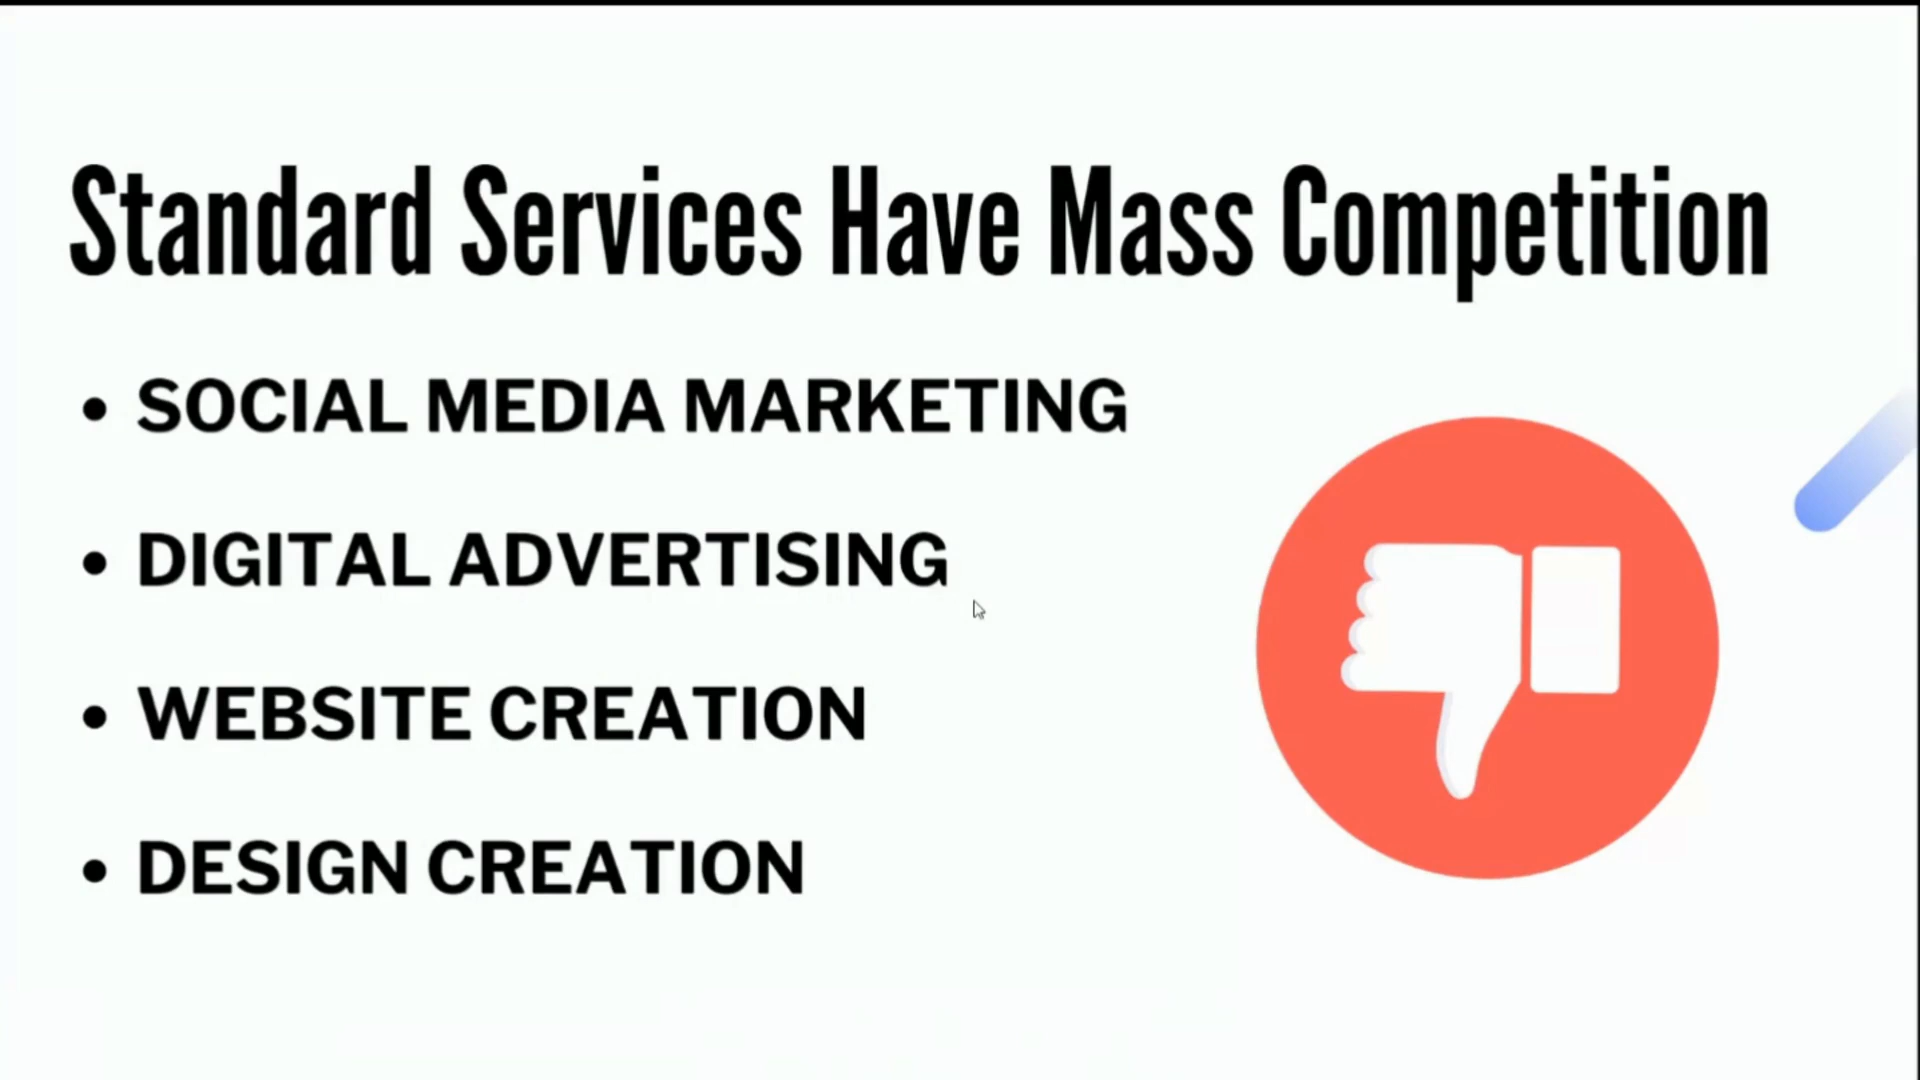 Standard Services Have Mass Competition
• SOCIAL MEDIA MARKETING
• DIGITAL ADVERTISING
• WEBSITE CREATION
• DESIGN CREATION